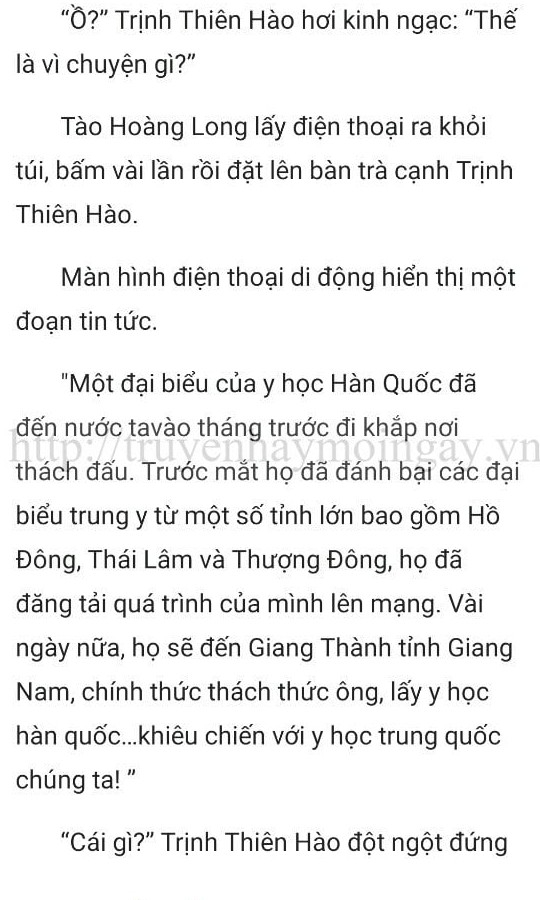 “Ồ?” Trịnh Thiên Hào hơi kinh ngạc: “Thế
là vì chuyện gì?”
Tào Hoàng Long lấy điện thoại ra khỏi
túi, bấm vài lần rồi đặt lên bàn trà cạnh Trịnh
Thiên Hào.
Màn hình điện thoại di động hiển thị một
đoạn tin tức.
"Một đại biểu của y học Hàn Quốc đã
đến nước tavào tháng trước đi khắp nơi
http://truyenhaymoingay.vn
thách đấu. Trước mắt họ đã đánh bại các đại
biểu trung y từ một số tỉnh lớn bao gồm Hồ
Đông, Thái Lâm và Thượng Đông, họ đã
đăng tải quá trình của mình lên mạng. Vài
ngày nữa, họ sẽ đến Giang Thành tỉnh Giang
Nam, chính thức thách thức ông, lấy y học
hàn quốc...khiêu chiến với y học trung quốc
chúng ta! ”
“Cái gì?” Trịnh Thiên Hào đột ngột đứng